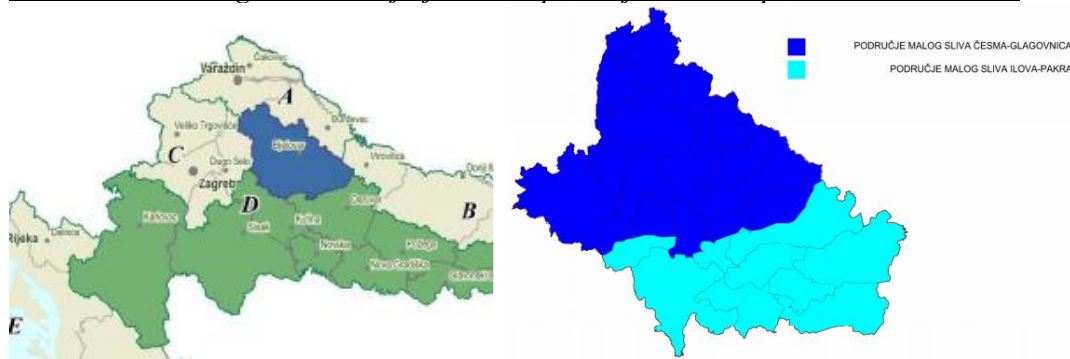 Čakovec
Varaždin
A
Đurđevac
Veliko Trgovišće
Bjelovar
Virovitica
C
Dugo Selo
Zagreb
D
B
Karlovac
Sisak
Kutina
Daruvar
Rijeka
Delnice
Novska
Požega
Nova Gradiška
E
PODRUČJE MALOG SLIVA ČESMA-GLAGOVNICA
PODRUČJE MALOG SLIVA ILOVA-PAKRA